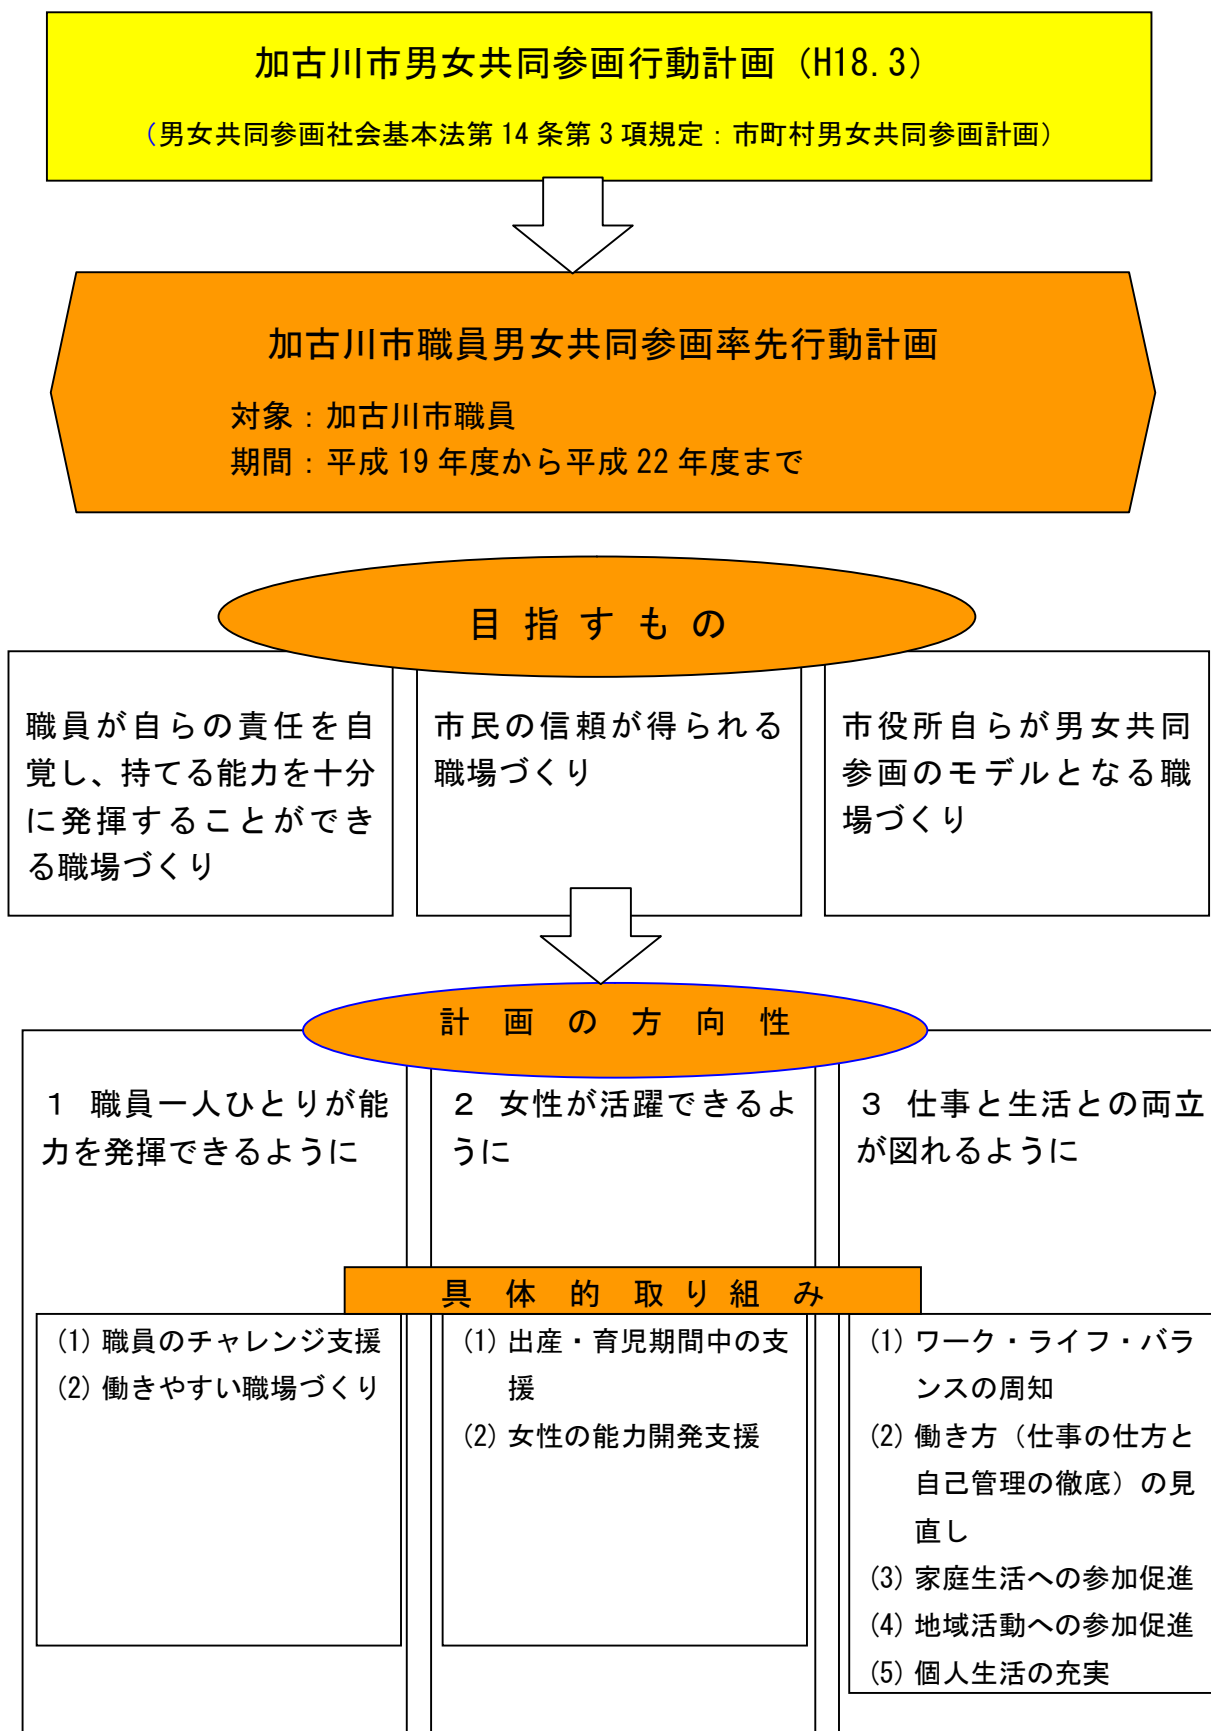 加古川市男女共同参画行動計画（H18.3）
（男女共同参画社会基本法第 14 条第 3 項規定：市町村男女共同参画計画）
加古川市職員男女共同参画率先行動計画
対象：加古川市職員
期間：平成 19 年度から平成 22 年度まで
目指すもの
職員が自らの責任を自
覚し、持てる能力を十分
に発揮することができ
る職場づくり
市民の信頼が得られる
職場づくり
市役所自らが男女共同
参画のモデルとなる職
場づくり
計画の方向性
１ 職員一人ひとりが能
力を発揮できるように
２ 女性が活躍できるよ
うに
３ 仕事と生活との両立
が図れるように
具体的取り組み
(1) 職員のチャレンジ支援
(2) 働きやすい職場づくり
(1) 出産・育児期間中の支
援
(2) 女性の能力開発支援
(1) ワーク・ライフ・バラ
ンスの周知
(2) 働き方（仕事の仕方と
自己管理の徹底）の見
直し
(3) 家庭生活への参加促進
(4) 地域活動への参加促進
(5) 個人生活の充実